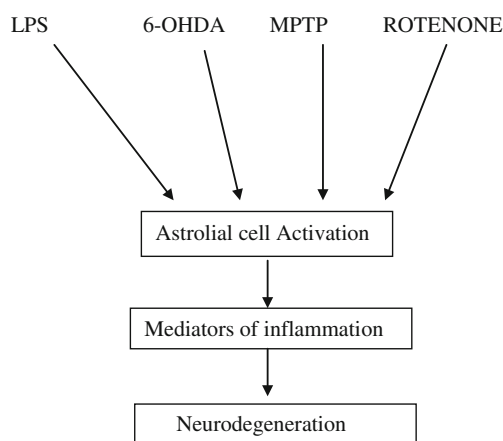 LPS 6-OHDA MPTP ROTENONE
Astrolial cell Activation
Mediators of inflammation
Neurodegeneration